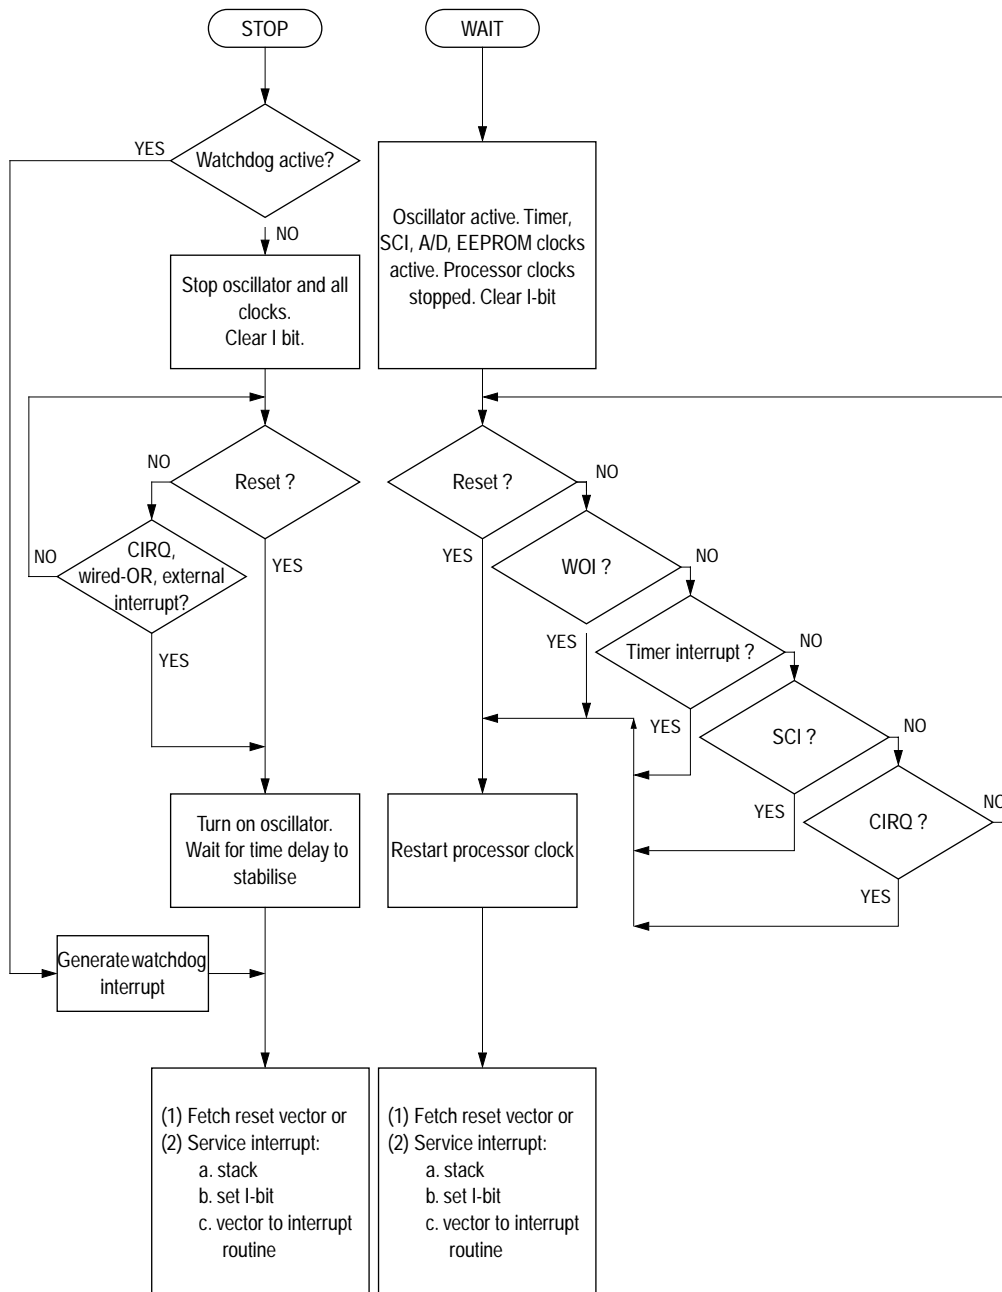 STOP
WAIT
YES
Watchdog active?
NO
Stop oscillator and all
clocks.
Clear I bit.
Oscillator active. Timer,
SCI, A/D, EEPROM clocks
active. Processor clocks
stopped. Clear I-bit
NO
Reset ?
YES
NO
CIRQ,
wired-OR, external
interrupt?
YES
Reset ?
NO
YES
WOI ?
NO
YES
Timer interrupt ?
NO
YES
SCI ?
NO
YES
CIRQ ?
NO
YES
Turn on oscillator.
Wait for time delay to
stabilise
Restart processor clock
Generate watchdog
interrupt
(1) Fetch reset vector or
(2) Service interrupt:
a. stack
b. set I-bit
c. vector to interrupt
routine
(1) Fetch reset vector or
(2) Service interrupt:
a. stack
b. set I-bit
c. vector to interrupt
routine